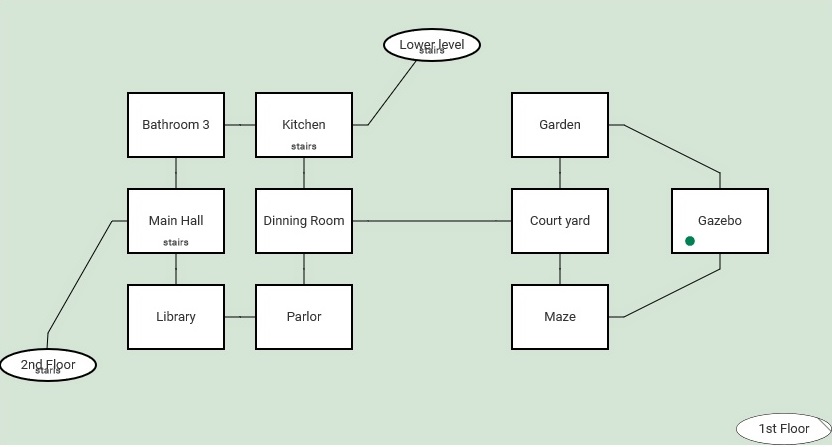 Lower level
stairs
Bathroom 3
Kitchen
stairs
Garden
Main Hall
stairs
Dinning Room
Court yard
Gazebo
Library
Parlor
Maze
2nd Floor
stairs
1st Floor